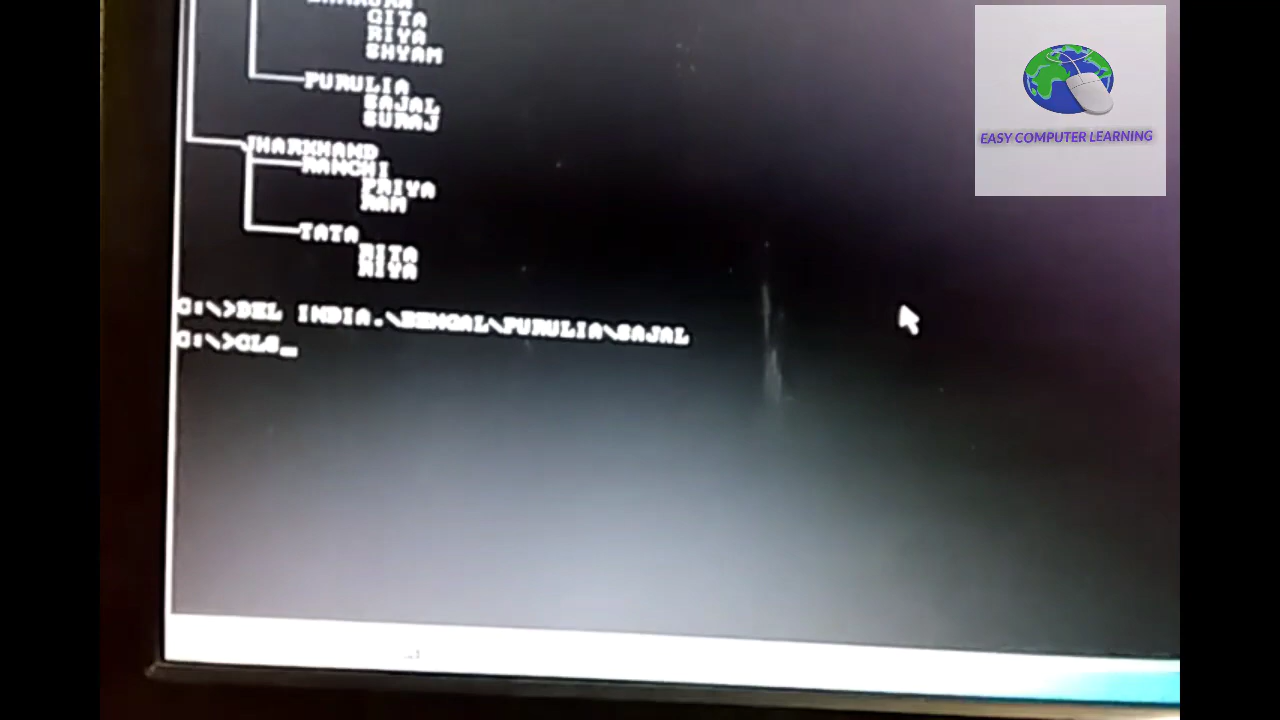 GITA
RIYA
SHYAM
PURULIA
SAJAL
SURAJ
JHARKHAND
RANCHI
PRIYA
RAM
TATA
RITA
RIYA
C:\>DEL INDIA.\BENGAL\PURULIA\SAJAL
C:\>CLS_
EASY COMPUTER LEARNING